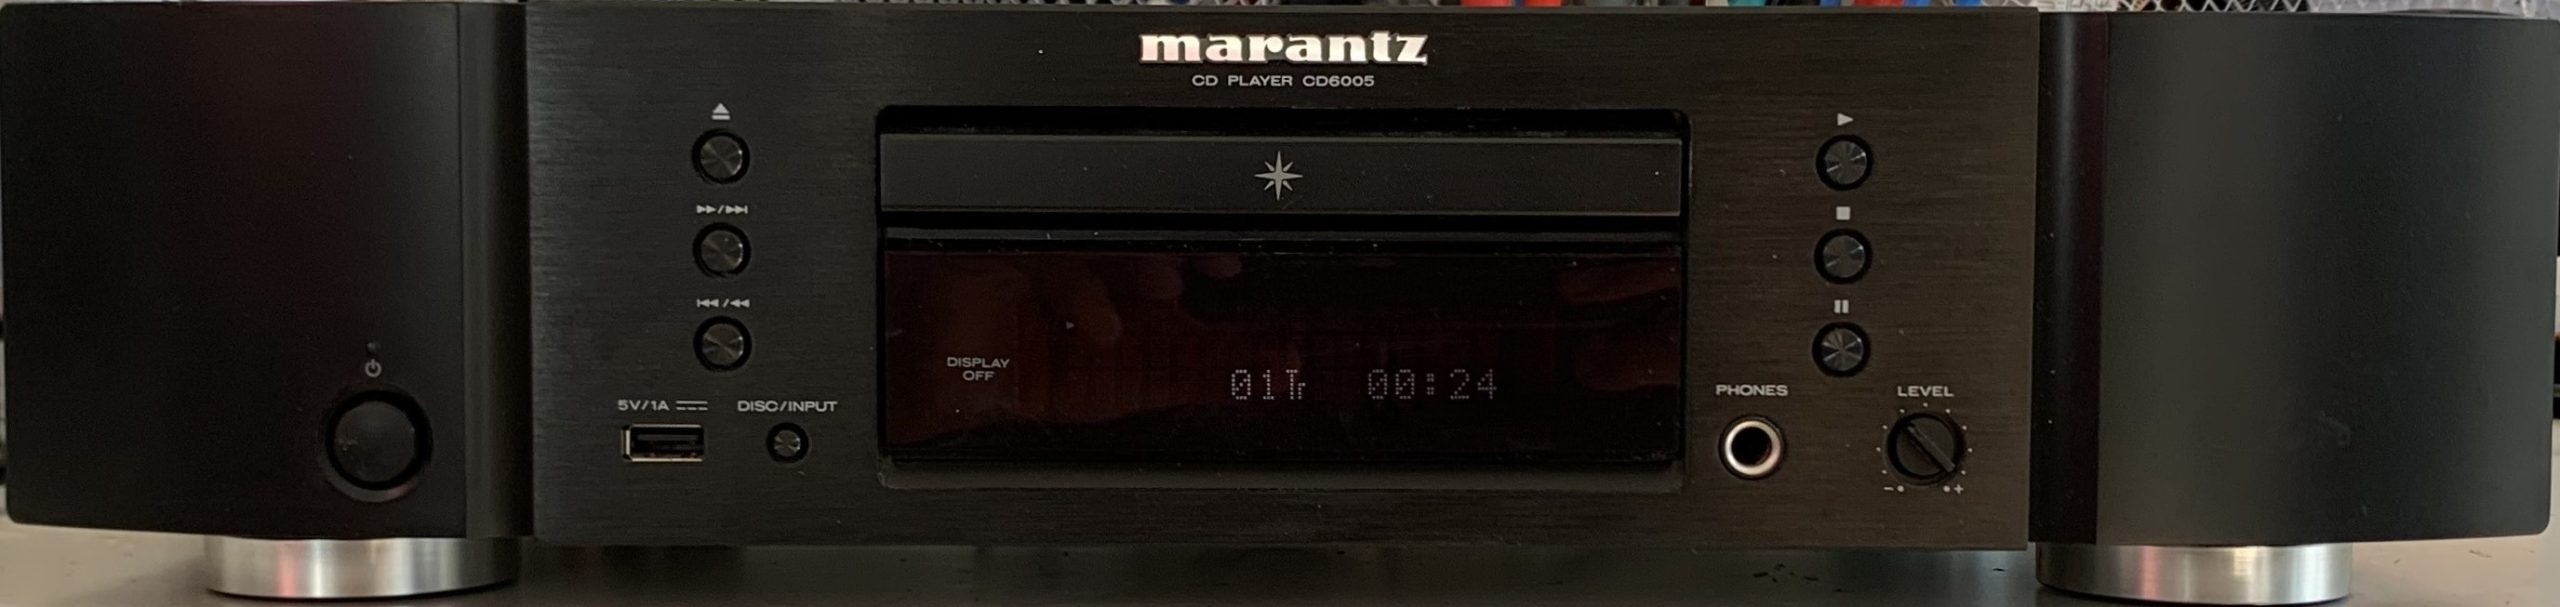 marantz
CD PLAYER CD6005
DISPLAY
OFF
01Tr 00:24
5V/1A
DISC/INPUT
PHONES
LEVEL
- +